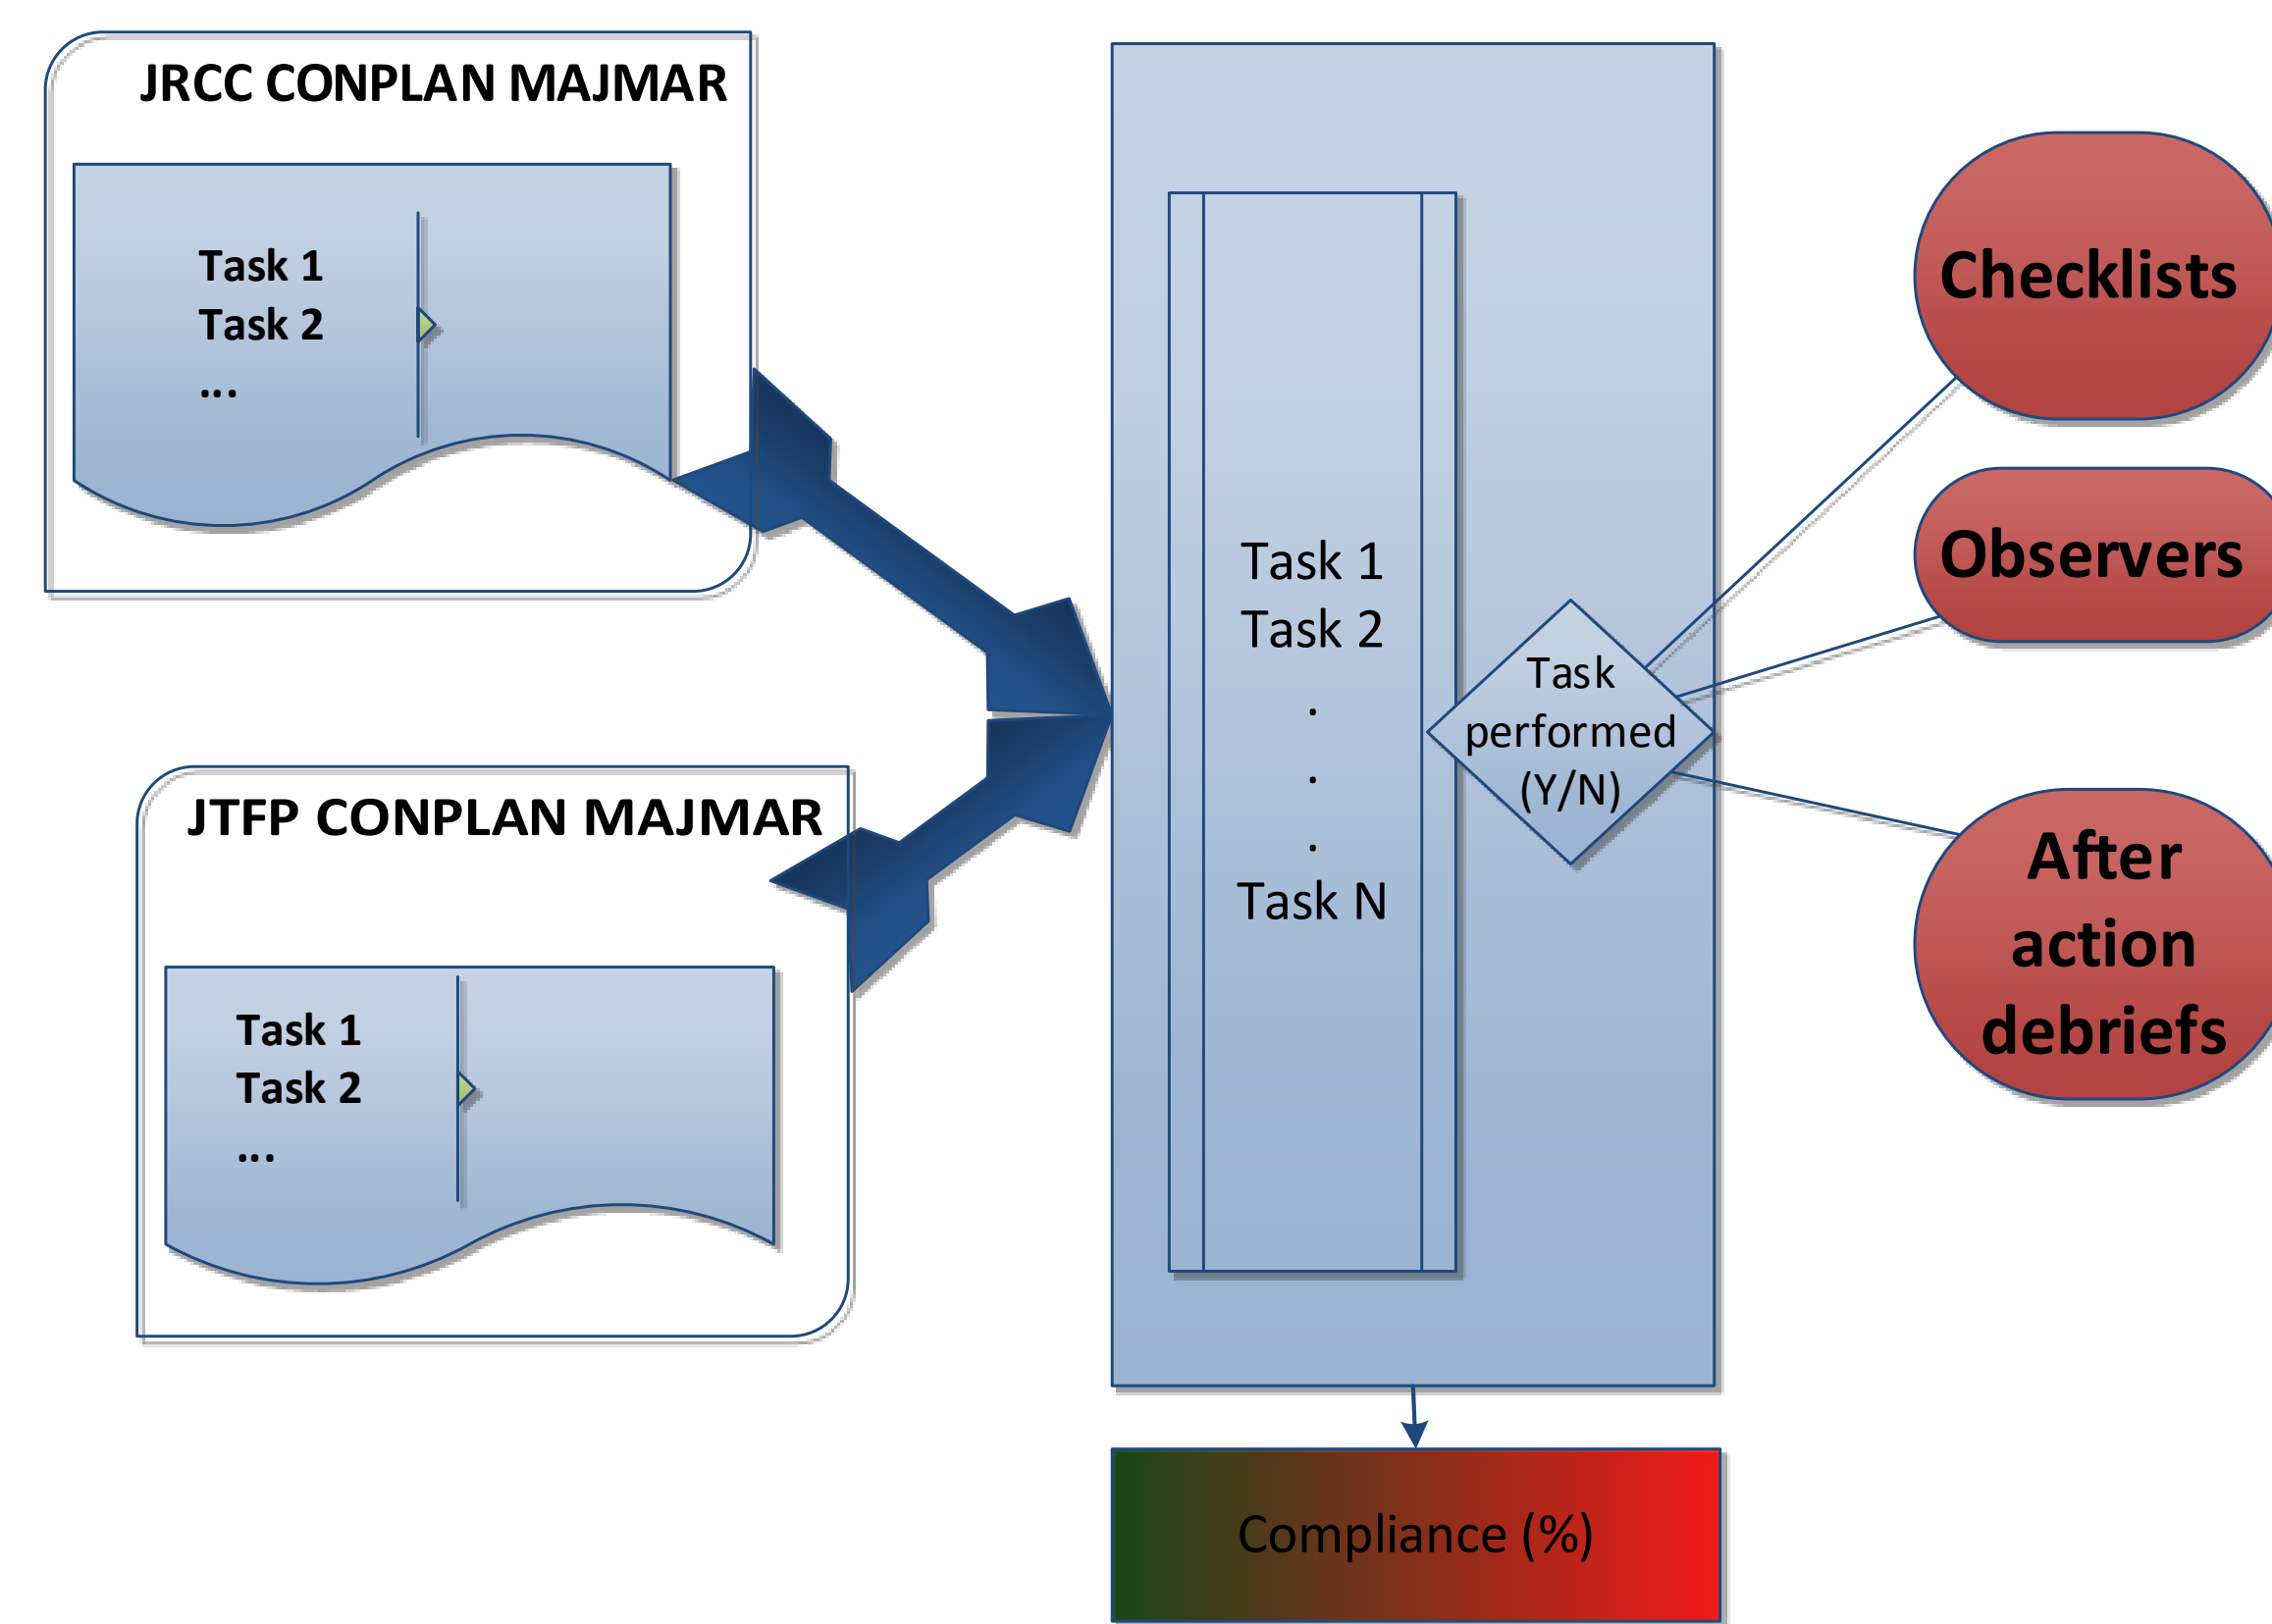 JRCC CONPLAN MAJMAR
Task 1
Task 2
...
JTFP CONPLAN MAJMAR
Task 1
Task 2
...
Task 1
Task 2
.
.
.
Task N
Task
performed
(Y/N)
Checklists
Observers
After
action
debriefs
Compliance (%)